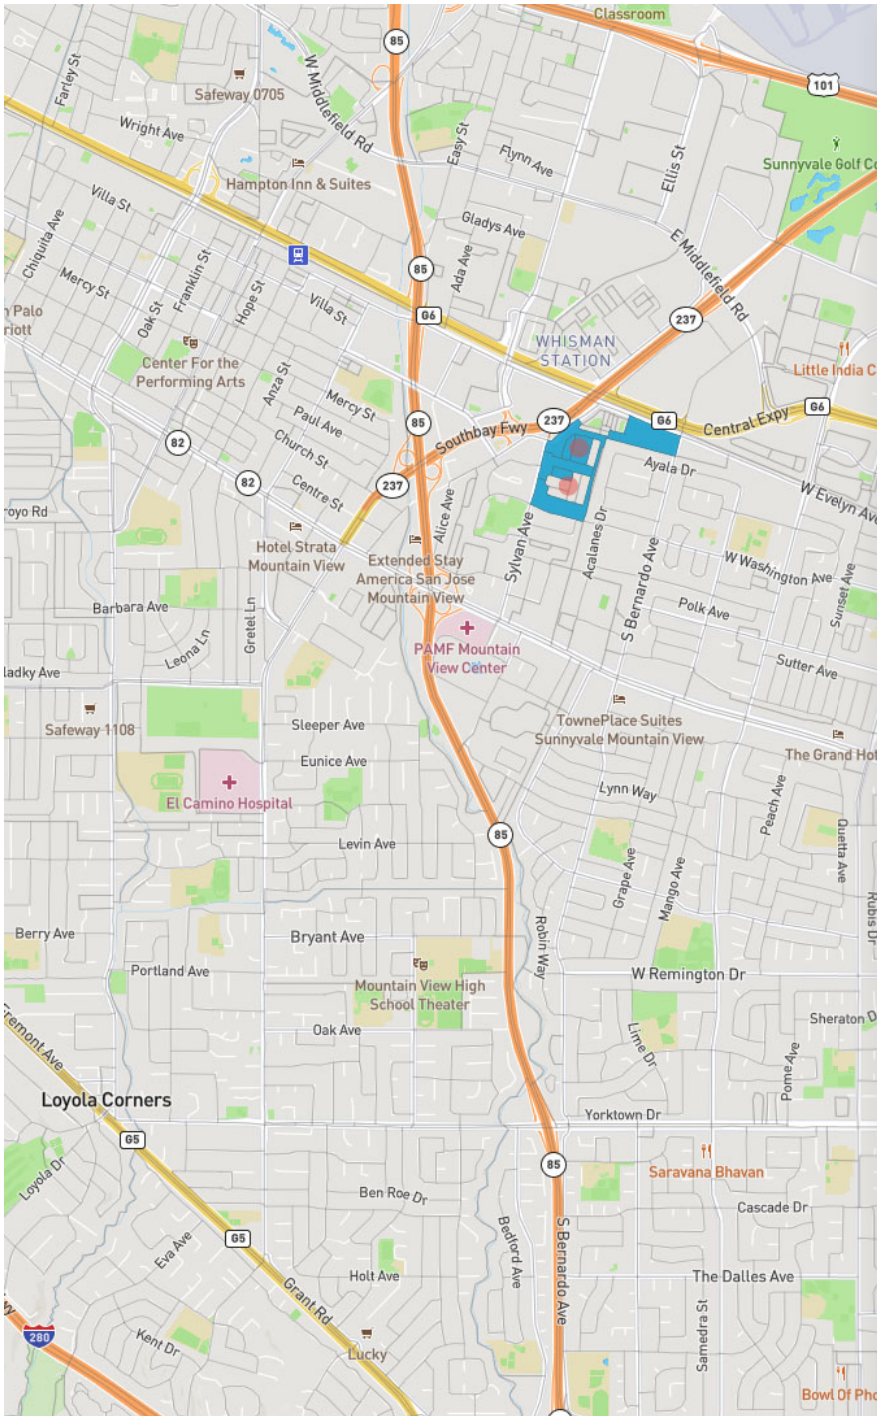 Classroom
85
101
Farley St
W Middlefield Rd
Safeway 0705
Wright Ave
Easy St
Flynn Ave
Ellis St
Sunnyvale Golf Co
Hampton Inn & Suites
Villa St
Chiquita Ave
Gladys Ave
E Middlefield Rd
Franklin St
Ada Ave
85
Mercy St
Hope St
Villa St
Oak St
G6
237
n Palo
riott
WHISMAN
STATION
Center For the
Performing Arts
Little India C
Anza St
Mercy St
G6
Paul Ave
85
237
G6
Central Expy
Southbay Fwy
82
Church St
Ayala Dr
82
237
Centre St
W Evelyn Ave
royo Rd
Alice Ave
Sylvan Ave
Acalanes Dr
Hotel Strata
Mountain View
Extended Stay
America San Jose
Mountain View
W Washington Ave
S Bernardo Ave
Sunset Ave
Barbara Ave
Gretel Ln
Polk Ave
Leona Ln
PAMF Mountain
View Center
Sutter Ave
ladky Ave
Safeway 1108
Sleeper Ave
TownePlace Suites
Sunnyvale Mountain View
The Grand Hot
Eunice Ave
El Camino Hospital
Lynn Way
Peach Ave
85
Levin Ave
Quetta Ave
Grape Ave
Mango Ave
Rubis Dr
Berry Ave
Bryant Ave
Robin Way
Portland Ave
W Remington Dr
Mountain View High
School Theater
Fremont Ave
Oak Ave
Lime Dr
Sheraton D
Pome Ave
Loyola Corners
Yorktown Dr
G5
85
Saravana Bhavan
Loyola Dr
Ben Roe Dr
Cascade Dr
G5
Eva Ave
Bedford Ave
S Bernardo Ave
Holt Ave
The Dalles Ave
Grant Rd
wy
280
Kent Dr
Lucky
Samedra St
Bowl Of Pho